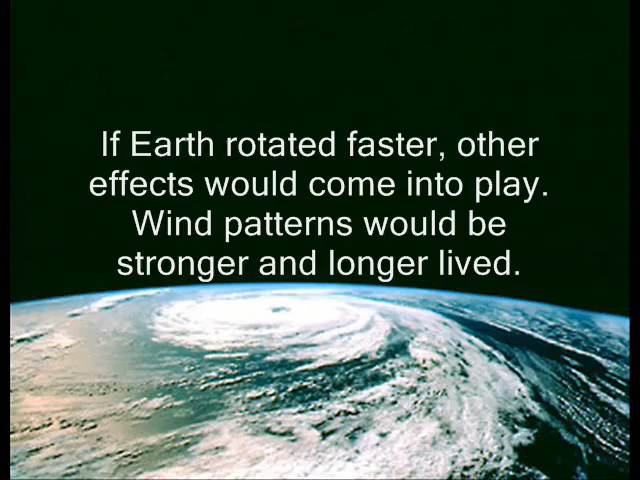 If Earth rotated faster, other
effects would come into play.
Wind patterns would be
stronger and longer lived.